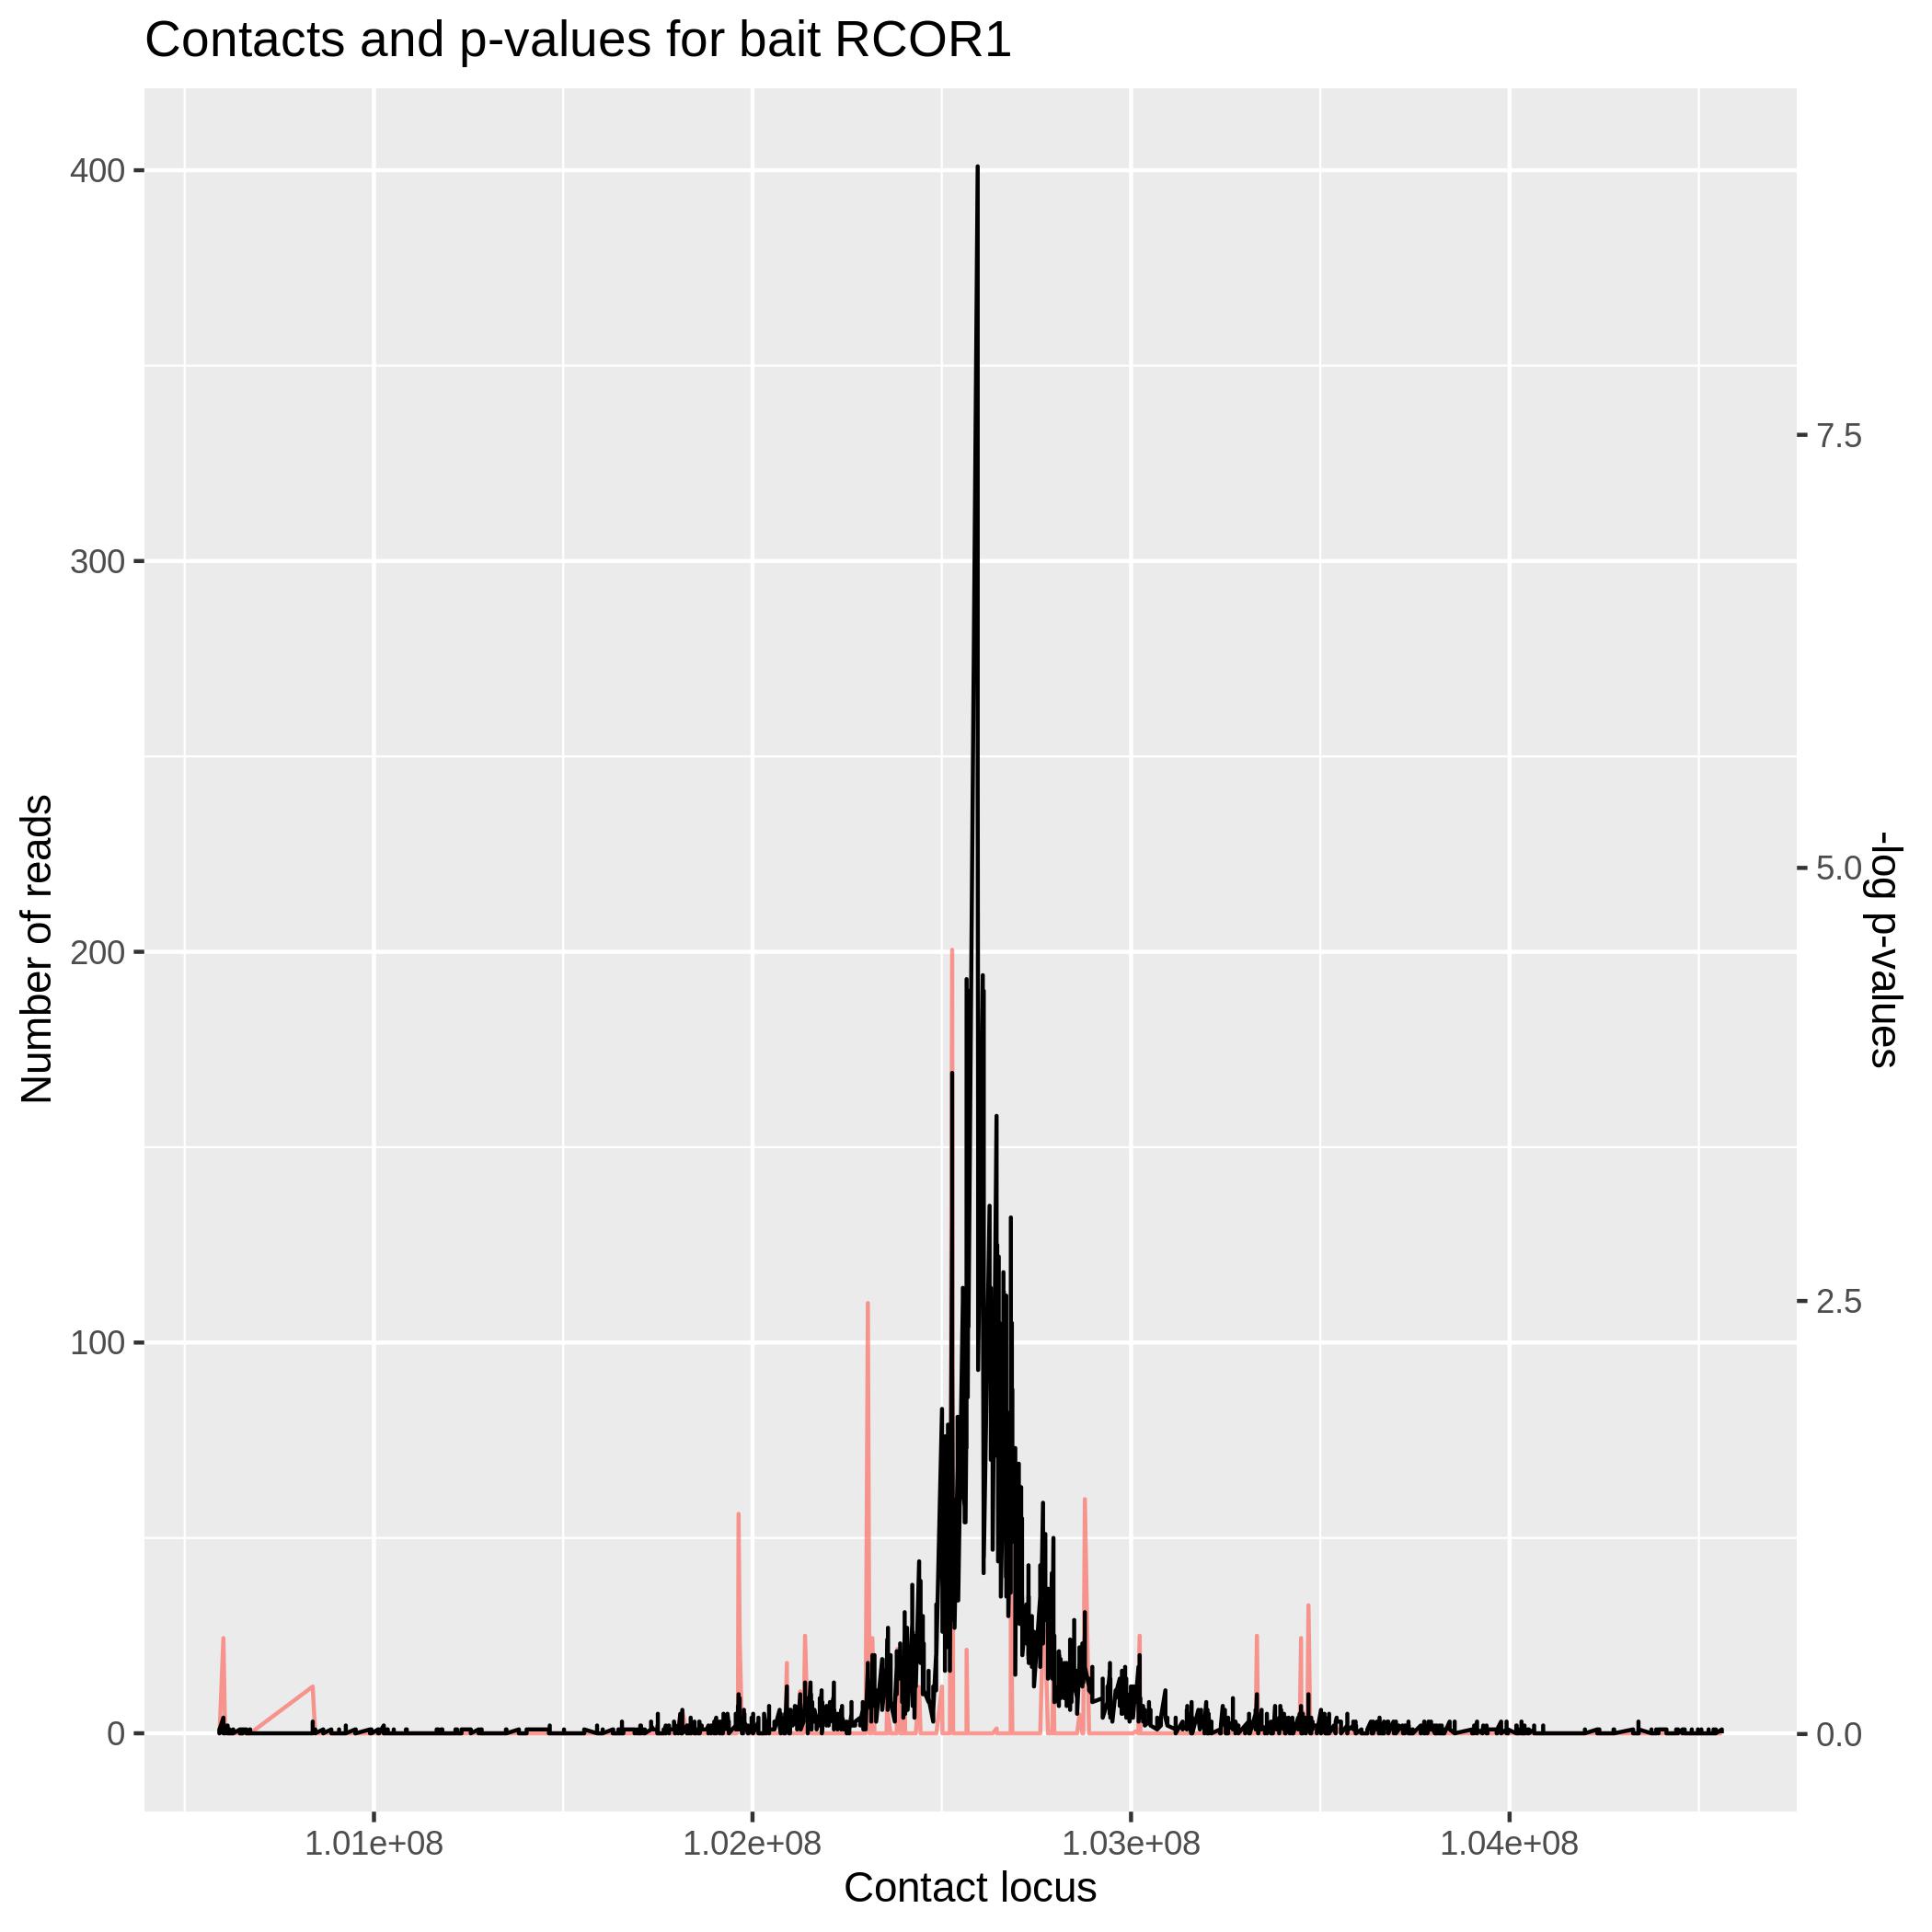 Contacts and p-values for bait RCOR1
400
300
200
100
0
Number of reads
7.5
5.0
2.5
0.0
-log p-values
1.01e+08
1.02e+08
1.03e+08
1.04e+08
Contact locus